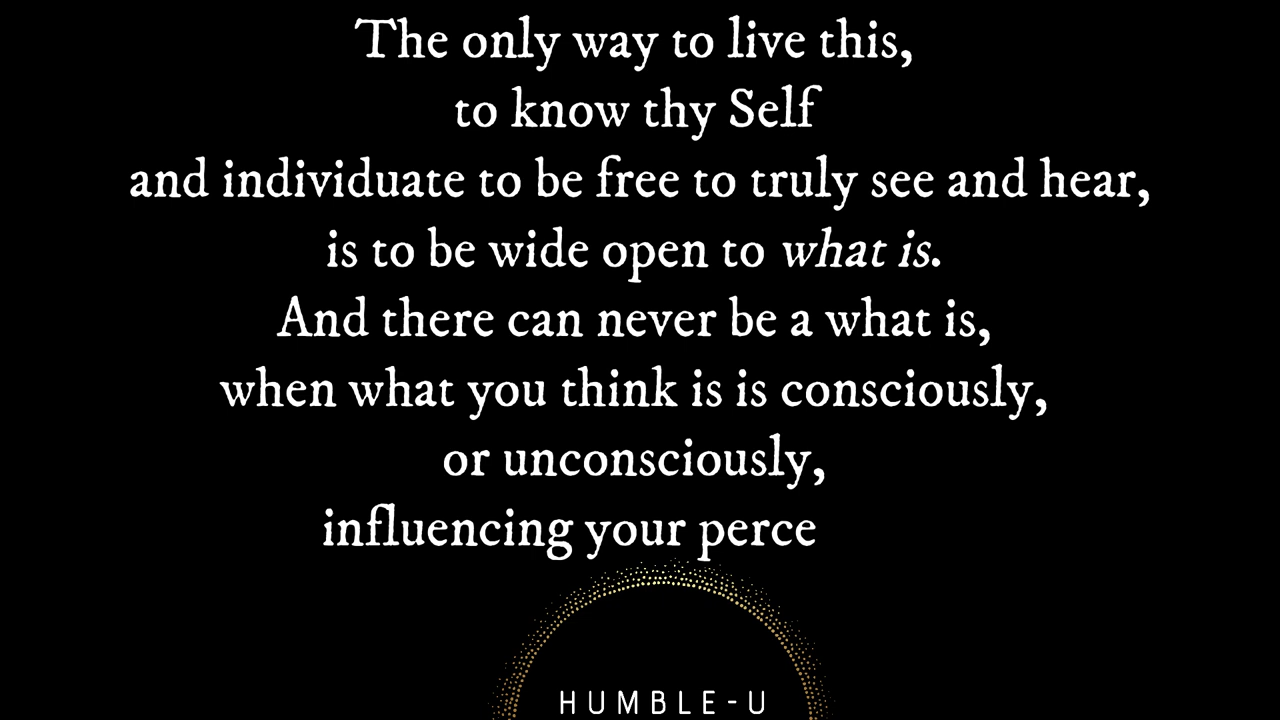 The only way to live this,
to know thy Self
and individuate to be free to truly see and hear,
is to be wide open to what is.
And there can never be a what is,
when what you think is is consciously,
or unconsciously,
influencing your perce
HUMBLE-U